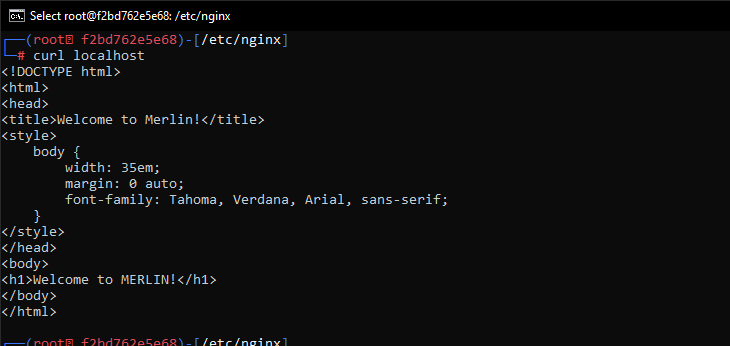 Select root@f2bd762e5e68: /etc/nginx
┌──(root⍰ f2bd762e5e68)-[/etc/nginx]
└─# curl localhost
<!DOCTYPE html>
<html>
<head>
<title>Welcome to Merlin!</title>
<style>
    body {
        width: 35em;
        margin: 0 auto;
        font-family: Tahoma, Verdana, Arial, sans-serif;
    }
</style>
</head>
<body>
<h1>Welcome to MERLIN!</h1>
</body>
</html>
┌──(root⍰ f2bd762e5e68)-[/etc/nginx]